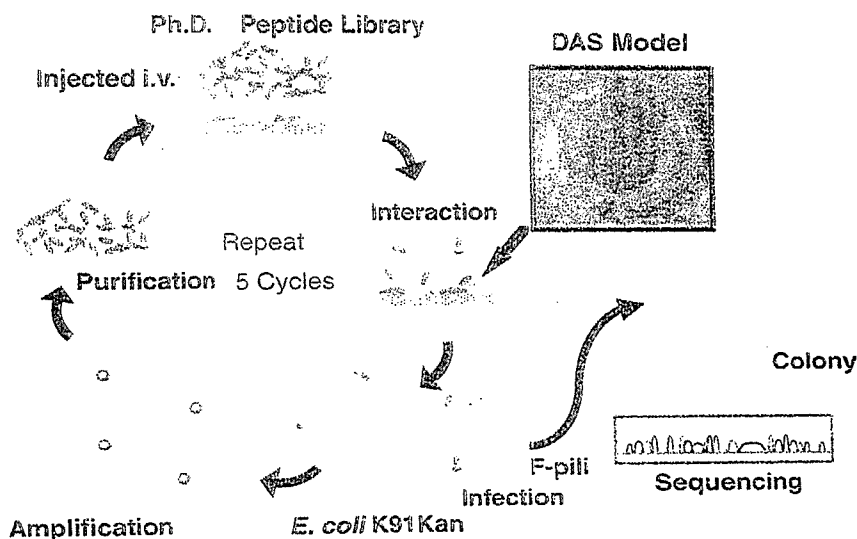 Ph.D. Peptide Library
DAS Model
Injected i.v.
Interaction
Repeat
Purification 5 Cycles
Colony
F-pili
Infection
Sequencing
Amplification
E. coli K91Kan